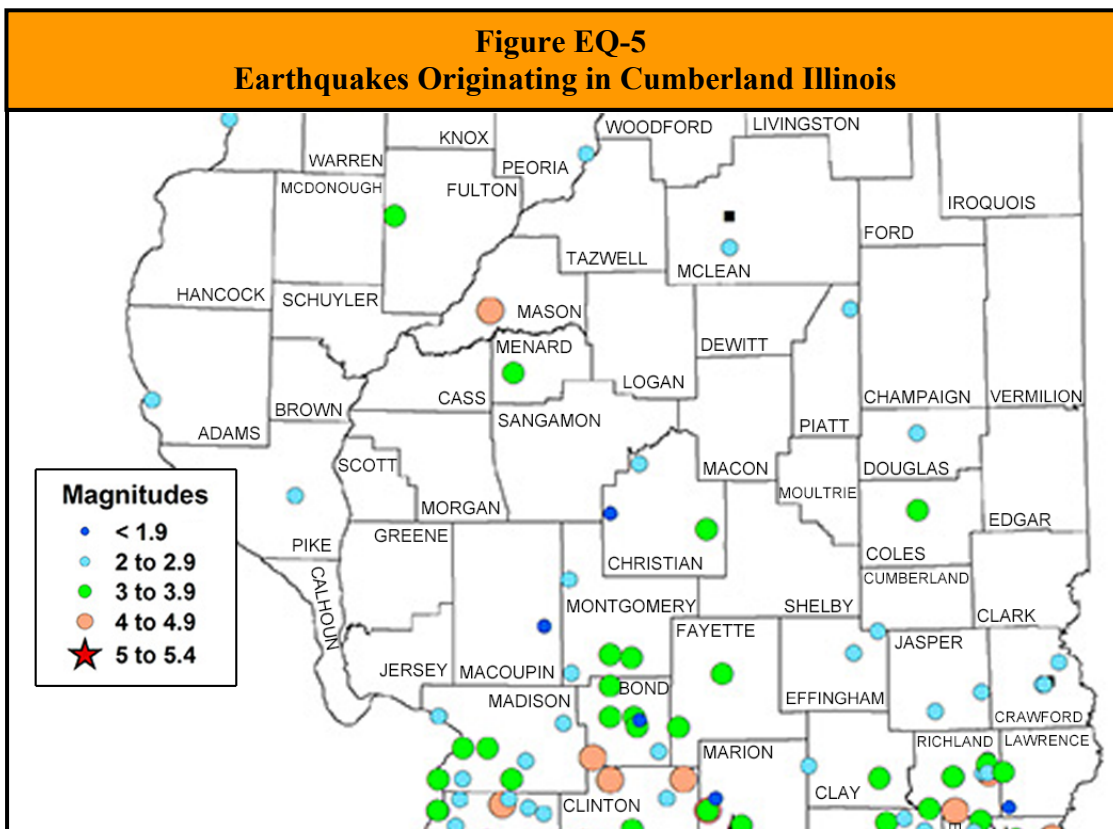 Figure EQ-5
Earthquakes Originating in Cumberland Illinois
WOODFORD
LIVINGSTON
KNOX
PEORIA
WARREN
MCDONOUGH
FULTON
IROQUOIS
FORD
TAZWELL
MCLEAN
HANCOCK
SCHUYLER
MASON
DEWITT
MENARD
LOGAN
CASS
CHAMPAIGN
VERMILION
BROWN
SANGAMON
PIATT
ADAMS
SCOTT
MACON
DOUGLAS
MOULTRIE
MORGAN
EDGAR
GREENE
PIKE
CHRISTIAN
COLES
CUMBERLAND
CALHOUN
MONTGOMERY
SHELBY
CLARK
FAYETTE
JASPER
JERSEY
MACOUPIN
BOND
EFFINGHAM
MADISON
CRAWFORD
RICHLAND
LAWRENCE
MARION
CLAY
CLINTON
Magnitudes
< 1.9
2 to 2.9
3 to 3.9
4 to 4.9
5 to 5.4